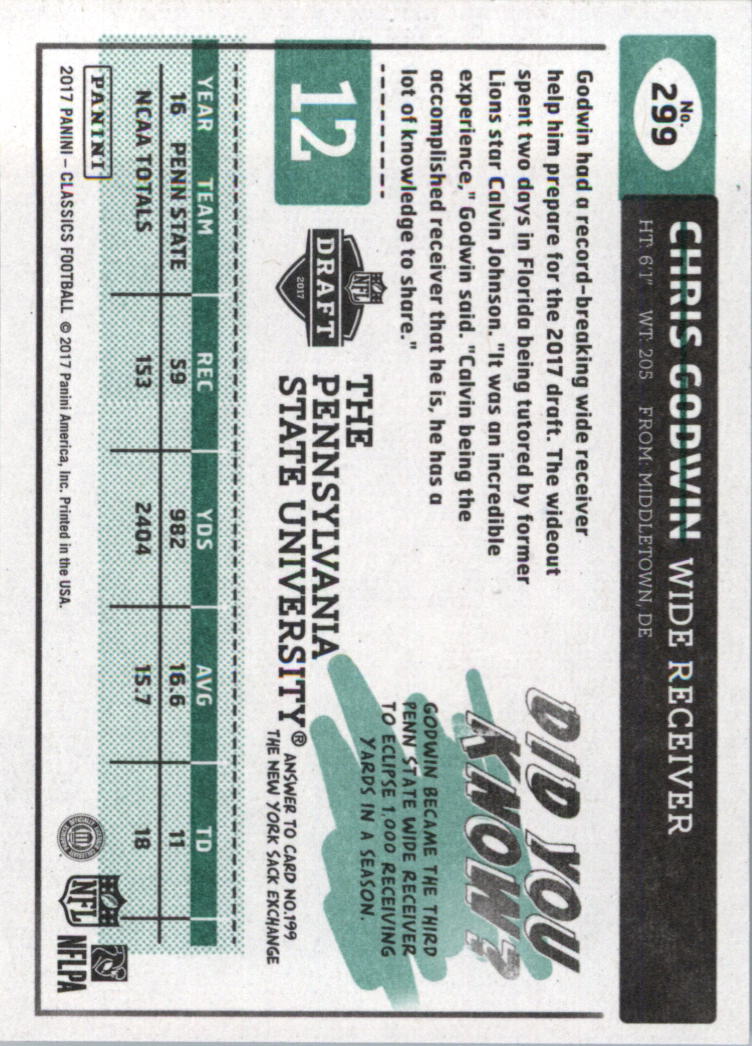 No.
299
CHRIS GODWIN WIDE RECEIVER
HT: 6'1" WT: 205 FROM: MIDDLETOWN, DE
Godwin had a record-breaking wide receiver
help him prepare for the 2017 draft. The wideout
spent two days in Florida being tutored by former
Lions star Calvin Johnson. "It was an incredible
experience," Godwin said. "Calvin being the
accomplished receiver that he is, he has a
lot of knowledge to share."
DID YOU
KNOW?
GODWIN BECAME THE THIRD
PENN STATE WIDE RECEIVER
TO ECLIPSE 1,000 RECEIVING
YARDS IN A SEASON.
12
NFL
DRAFT
2017
THE
PENNSYLVANIA
STATE UNIVERSITY®
ANSWER TO CARD NO.199
THE NEW YORK SACK EXCHANGE
YEAR TEAM REC YDS AVG TD
16 PENN STATE 59 982 16.6 11
NCAA TOTALS 153 2404 15.7 18
PANINI
2017 PANINI – CLASSICS FOOTBALL © 2017 Panini America, Inc. Printed in the USA.
NFL
NFLPA